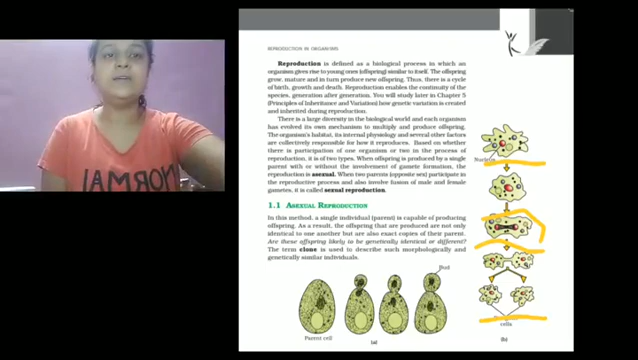 REPRODUCTION IN ORGANISMS
Reproduction is defined as a biological process in which an
organism gives rise to young ones (offspring) similar to itself. The offspring
grow, mature and in turn produce new offspring. Thus, there is a cycle
of birth, growth and death. Reproduction enables the continuity of the
species, generation after generation. You will study later in Chapter 5
(Principles of Inheritance and Variation) how genetic variation is created
and inherited during reproduction.
There is a large diversity in the biological world and each organism
has evolved its own mechanism to multiply and produce offspring.
The organism's habitat, its internal physiology and several other factors
are collectively responsible for how it reproduces. Based on whether
there is participation of one organism or two in the process of
reproduction, it is of two types. When offspring is produced by a single
parent with or without the involvement of gamete formation, the
reproduction is asexual. When two parents (opposite sex) participate in
the reproductive process and also involve fusion of male and female
gametes, it is called sexual reproduction.
1.1 ASEXUAL REPRODUCTION
In this method, a single individual (parent) is capable of producing
offspring. As a result, the offspring that are produced are not only
identical to one another but are also exact copies of their parent.
Are these offspring likely to be genetically identical or different?
The term clone is used to describe such morphologically and
genetically similar individuals.
Bud
Parent cell
(a)
Nucleus
cells
(b)